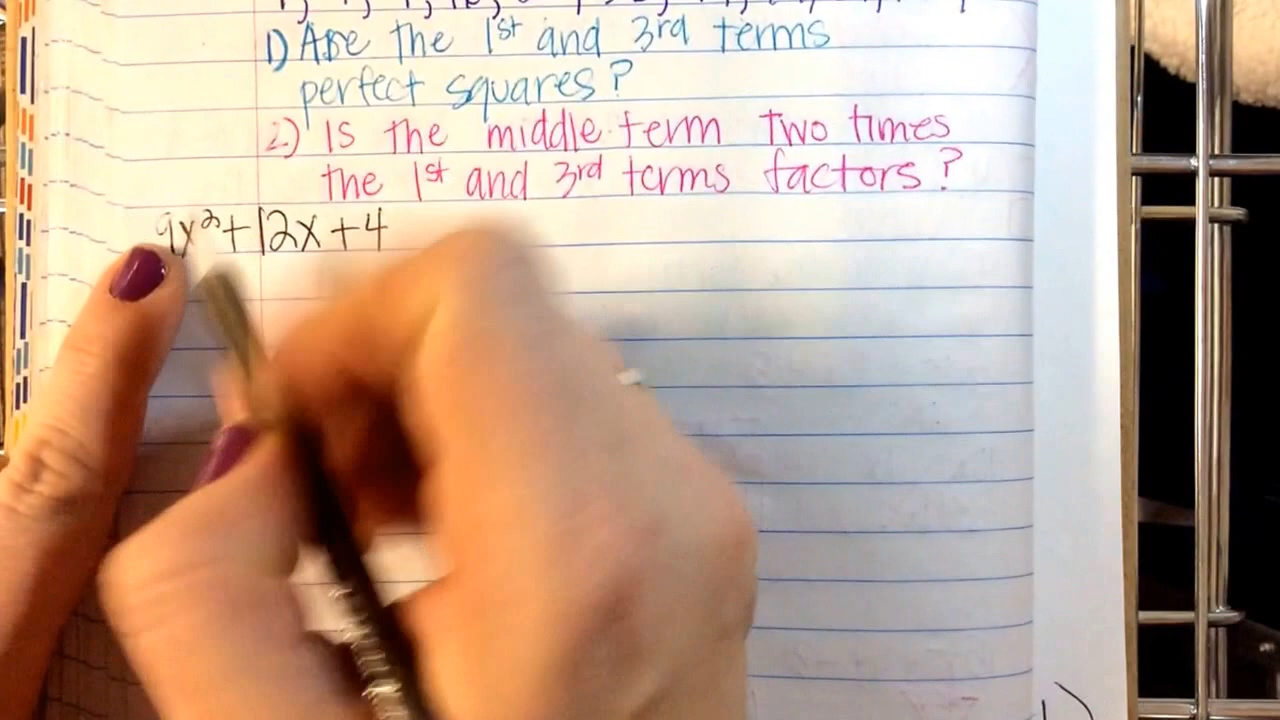 1) Are the 1st and 3rd terms
perfect squares?
2.) Is the middle term two times
the 1st and 3rd terms factors?
9x²+12x+4